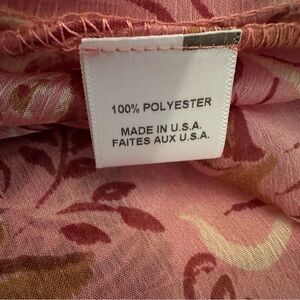 100% POLYESTER
MADE IN U.S.A.
FAITES AUX U.S.A.